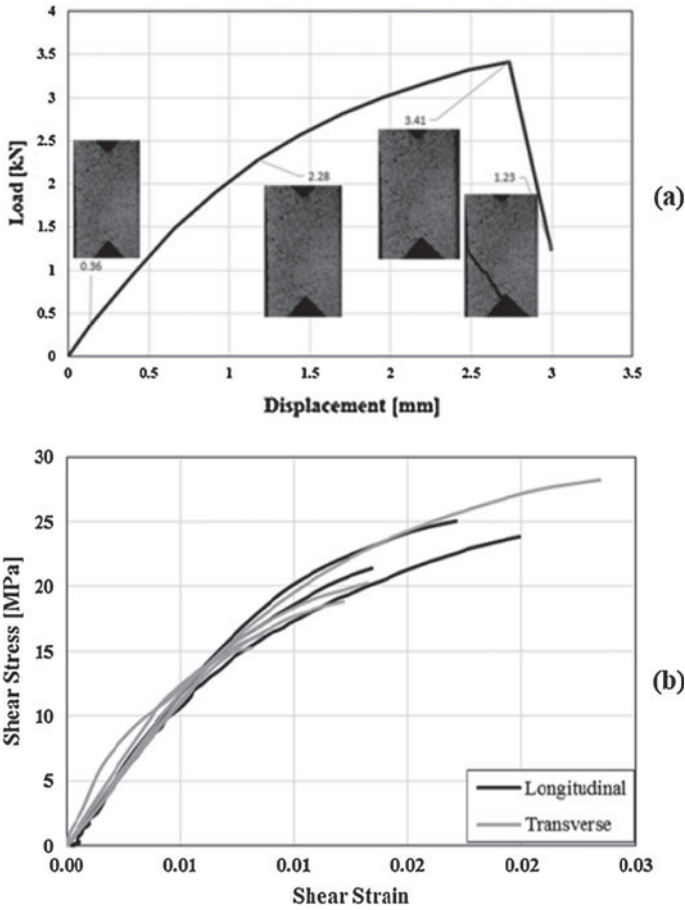 4
3.5
3
2.5
2
1.5
1
0.5
0
Load [kN]
0.36
2.28
3.41
1.23
(a)
0 0.5 1 1.5 2 2.5 3 3.5
Displacement [mm]
30
25
20
15
10
5
0
Shear Stress [MPa]
(b)
Longitudinal
Transverse
0.00 0.01 0.01 0.02 0.02 0.03
Shear Strain